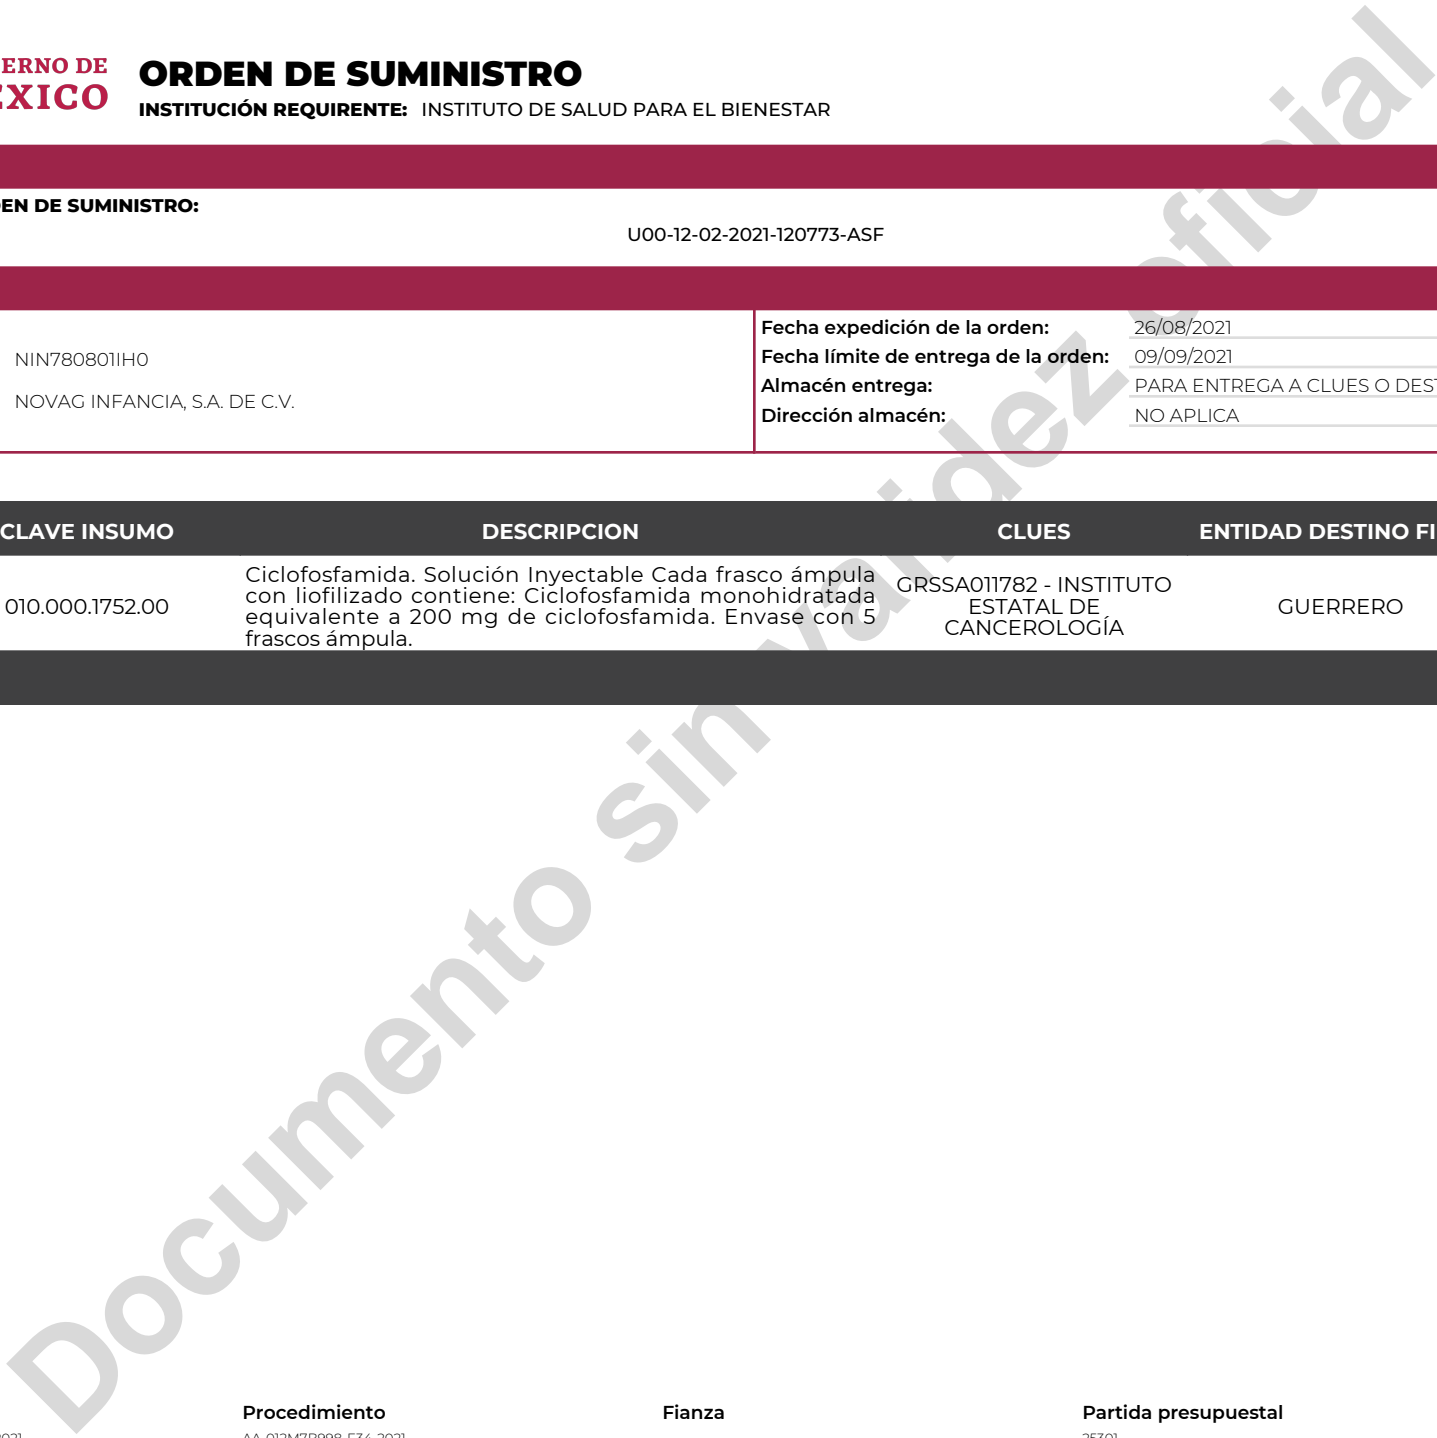 ERNO DE
EXICO
ORDEN DE SUMINISTRO
INSTITUCIÓN REQUIRENTE: INSTITUTO DE SALUD PARA EL BIENESTAR
EN DE SUMINISTRO:
U00-12-02-2021-120773-ASF
NIN780801IH0
NOVAG INFANCIA, S.A. DE C.V.
Fecha expedición de la orden: 26/08/2021
Fecha límite de entrega de la orden: 09/09/2021
Almacén entrega: PARA ENTREGA A CLUES O DEST
Dirección almacén: NO APLICA
CLAVE INSUMO DESCRIPCION CLUES ENTIDAD DESTINO FI
010.000.1752.00
Ciclofosfamida. Solución Inyectable Cada frasco ámpula
con liofilizado contiene: Ciclofosfamida monohidratada
equivalente a 200 mg de ciclofosfamida. Envase con 5
frascos ámpula.
GRSSA011782 - INSTITUTO
ESTATAL DE
CANCEROLOGÍA
GUERRERO
Documento sin validez oficial
Procedimiento Fianza Partida presupuestal